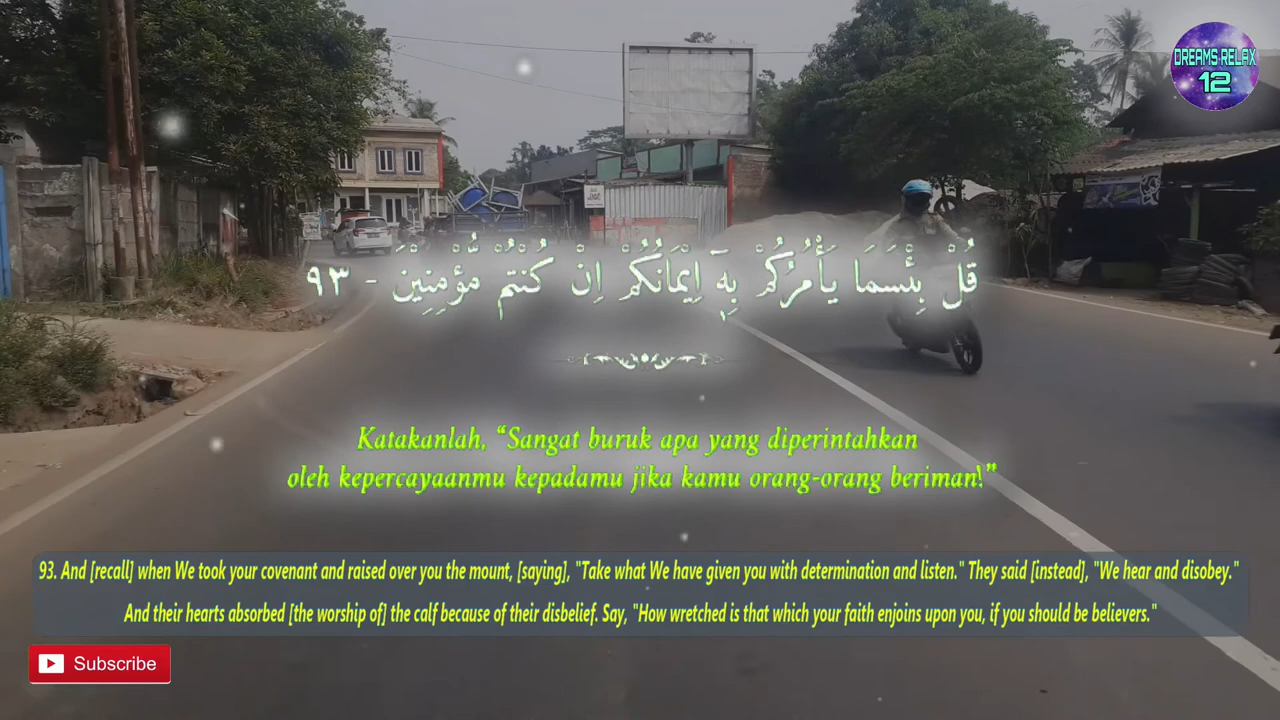 DREAMS RELAX
12
قُلْ بِئْسَمَا يَأْمُرُكُمْ بِهٖٓ اِيْمَانُكُمْ اِنْ كُنْتُمْ مُّؤْمِنِيْنَ - ٩٣
Katakanlah, “Sangat buruk apa yang diperintahkan
oleh kepercayaanmu kepadamu jika kamu orang-orang beriman!”
93. And [recall] when We took your covenant and raised over you the mount, [saying], "Take what We have given you with determination and listen." They said [instead], "We hear and disobey."
And their hearts absorbed [the worship of] the calf because of their disbelief. Say, "How wretched is that which your faith enjoins upon you, if you should be believers."
Subscribe